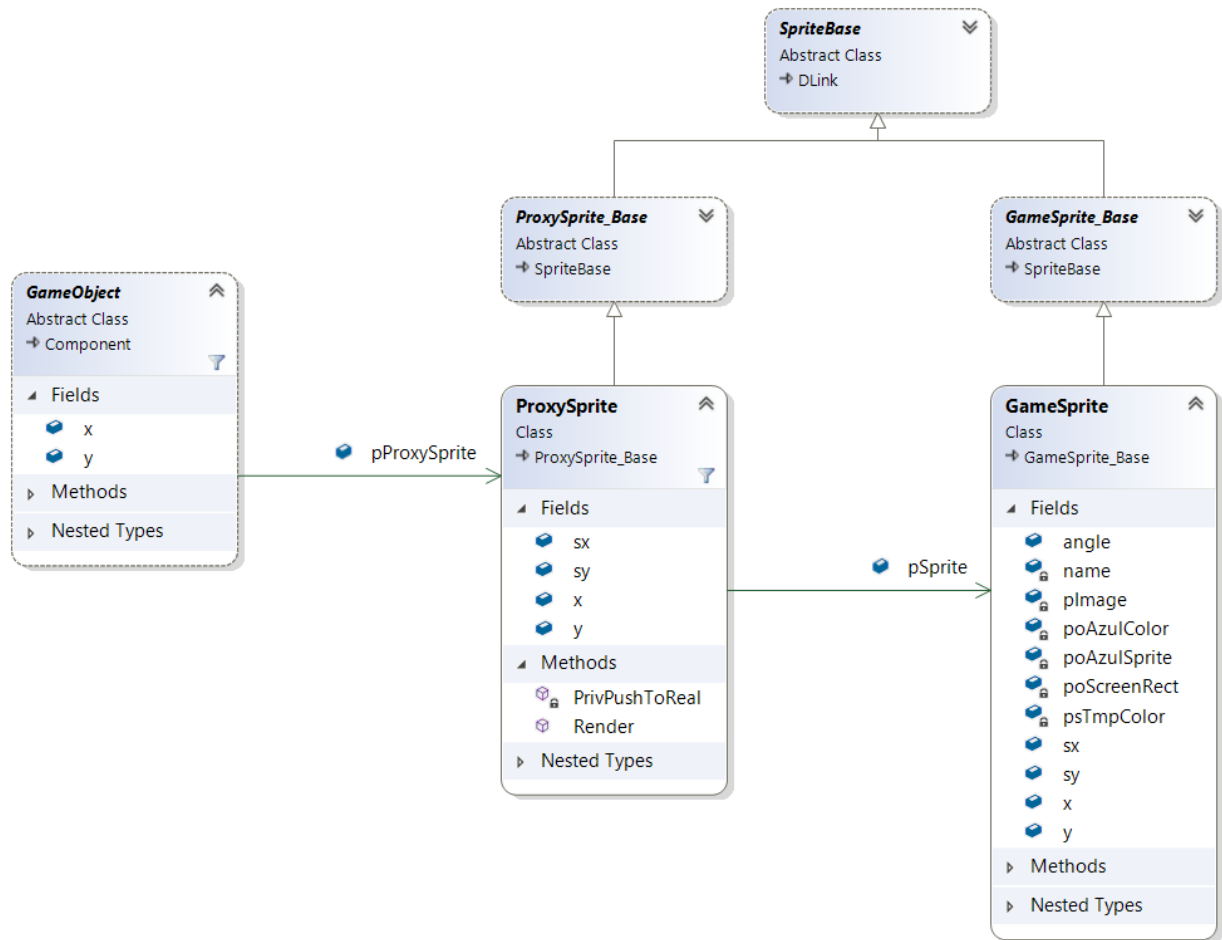 SpriteBase
Abstract Class
DLink
ProxySprite_Base
Abstract Class
SpriteBase
GameSprite_Base
Abstract Class
SpriteBase
GameObject
Abstract Class
Component
Fields
x
y
Methods
Nested Types
pProxySprite
ProxySprite
Class
ProxySprite_Base
Fields
sx
sy
x
y
Methods
PrivPushToReal
Render
Nested Types
pSprite
GameSprite
Class
GameSprite_Base
Fields
angle
name
pImage
poAzulColor
poAzulSprite
poScreenRect
psTmpColor
sx
sy
x
y
Methods
Nested Types